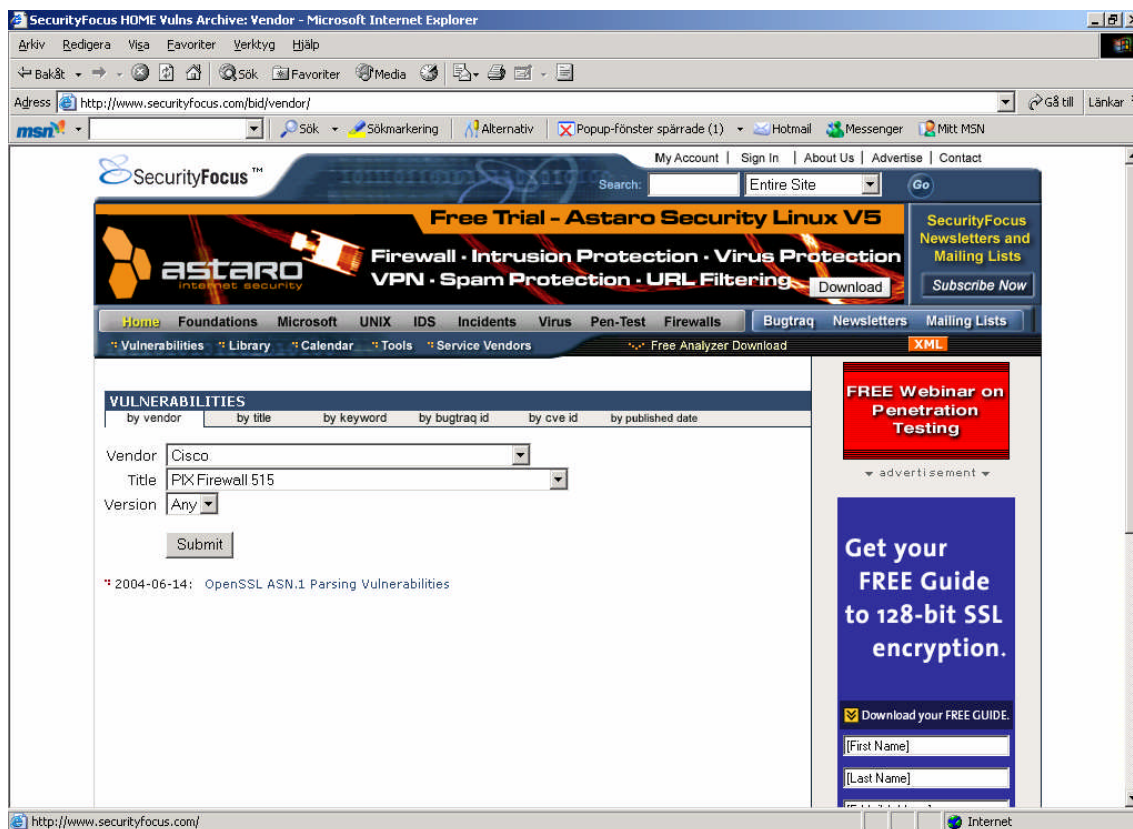 SecurityFocus HOME Vulns Archive: Vendor - Microsoft Internet Explorer
Arkiv Redigera Visa Favoriter Verktyg Hjälp
Bakåt Sök Favoriter Media
Adress http://www.securityfocus.com/bid/vendor/ Gå till Länkar
msn Sök Sökmarkering Alternativ Popup-fönster spärrade (1) Hotmail Messenger Mitt MSN
My Account | Sign In | About Us | Advertise | Contact
SecurityFocus ™ Search: Entire Site Go
Free Trial - Astaro Security Linux V5
astaro
internet security
Firewall · Intrusion Protection · Virus Protection
VPN · Spam Protection · URL Filtering
Download
SecurityFocus
Newsletters and
Mailing Lists
Subscribe Now
Home Foundations Microsoft UNIX IDS Incidents Virus Pen-Test Firewalls Bugtraq Newsletters Mailing Lists
Vulnerabilities Library Calendar Tools Service Vendors Free Analyzer Download XML
VULNERABILITIES
by vendor by title by keyword by bugtraq id by cve id by published date
Vendor Cisco
Title PIX Firewall 515
Version Any
Submit
2004-06-14: OpenSSL ASN.1 Parsing Vulnerabilities
FREE Webinar on
Penetration
Testing
advertisement
Get your
FREE Guide
to 128-bit SSL
encryption.
Download your FREE GUIDE.
[First Name]
[Last Name]
http://www.securityfocus.com/ Internet